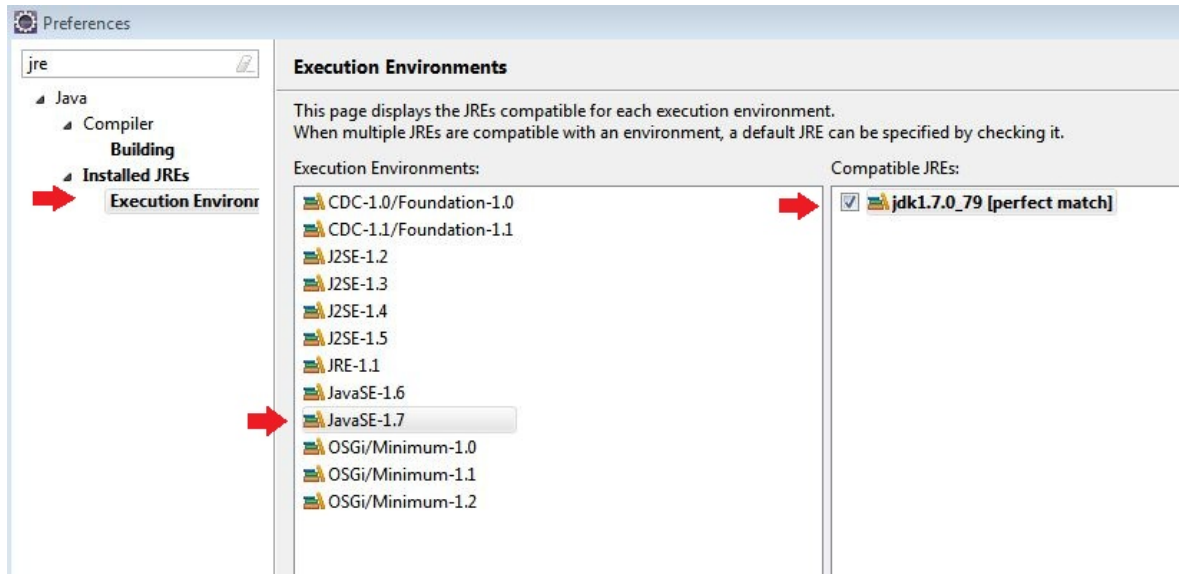 Preferences
jre
Java
Compiler
Building
Installed JREs
Execution Environr
Execution Environments
This page displays the JREs compatible for each execution environment.
When multiple JREs are compatible with an environment, a default JRE can be specified by checking it.
Execution Environments:
CDC-1.0/Foundation-1.0
CDC-1.1/Foundation-1.1
J2SE-1.2
J2SE-1.3
J2SE-1.4
J2SE-1.5
JRE-1.1
JavaSE-1.6
JavaSE-1.7
OSGi/Minimum-1.0
OSGi/Minimum-1.1
OSGi/Minimum-1.2
Compatible JREs:
jdk1.7.0_79 [perfect match]